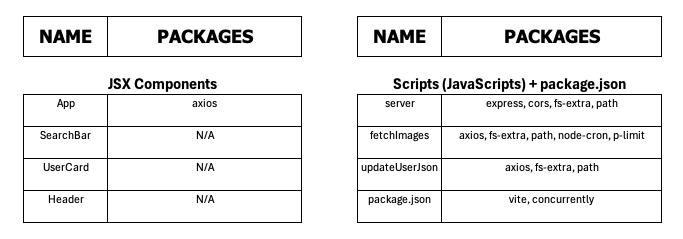 NAME PACKAGES
JSX Components
App axios
SearchBar N/A
UserCard N/A
Header N/A
NAME PACKAGES
Scripts (JavaScripts) + package.json
server express, cors, fs-extra, path
fetchImages axios, fs-extra, path, node-cron, p-limit
updateUserJson axios, fs-extra, path
package.json vite, concurrently